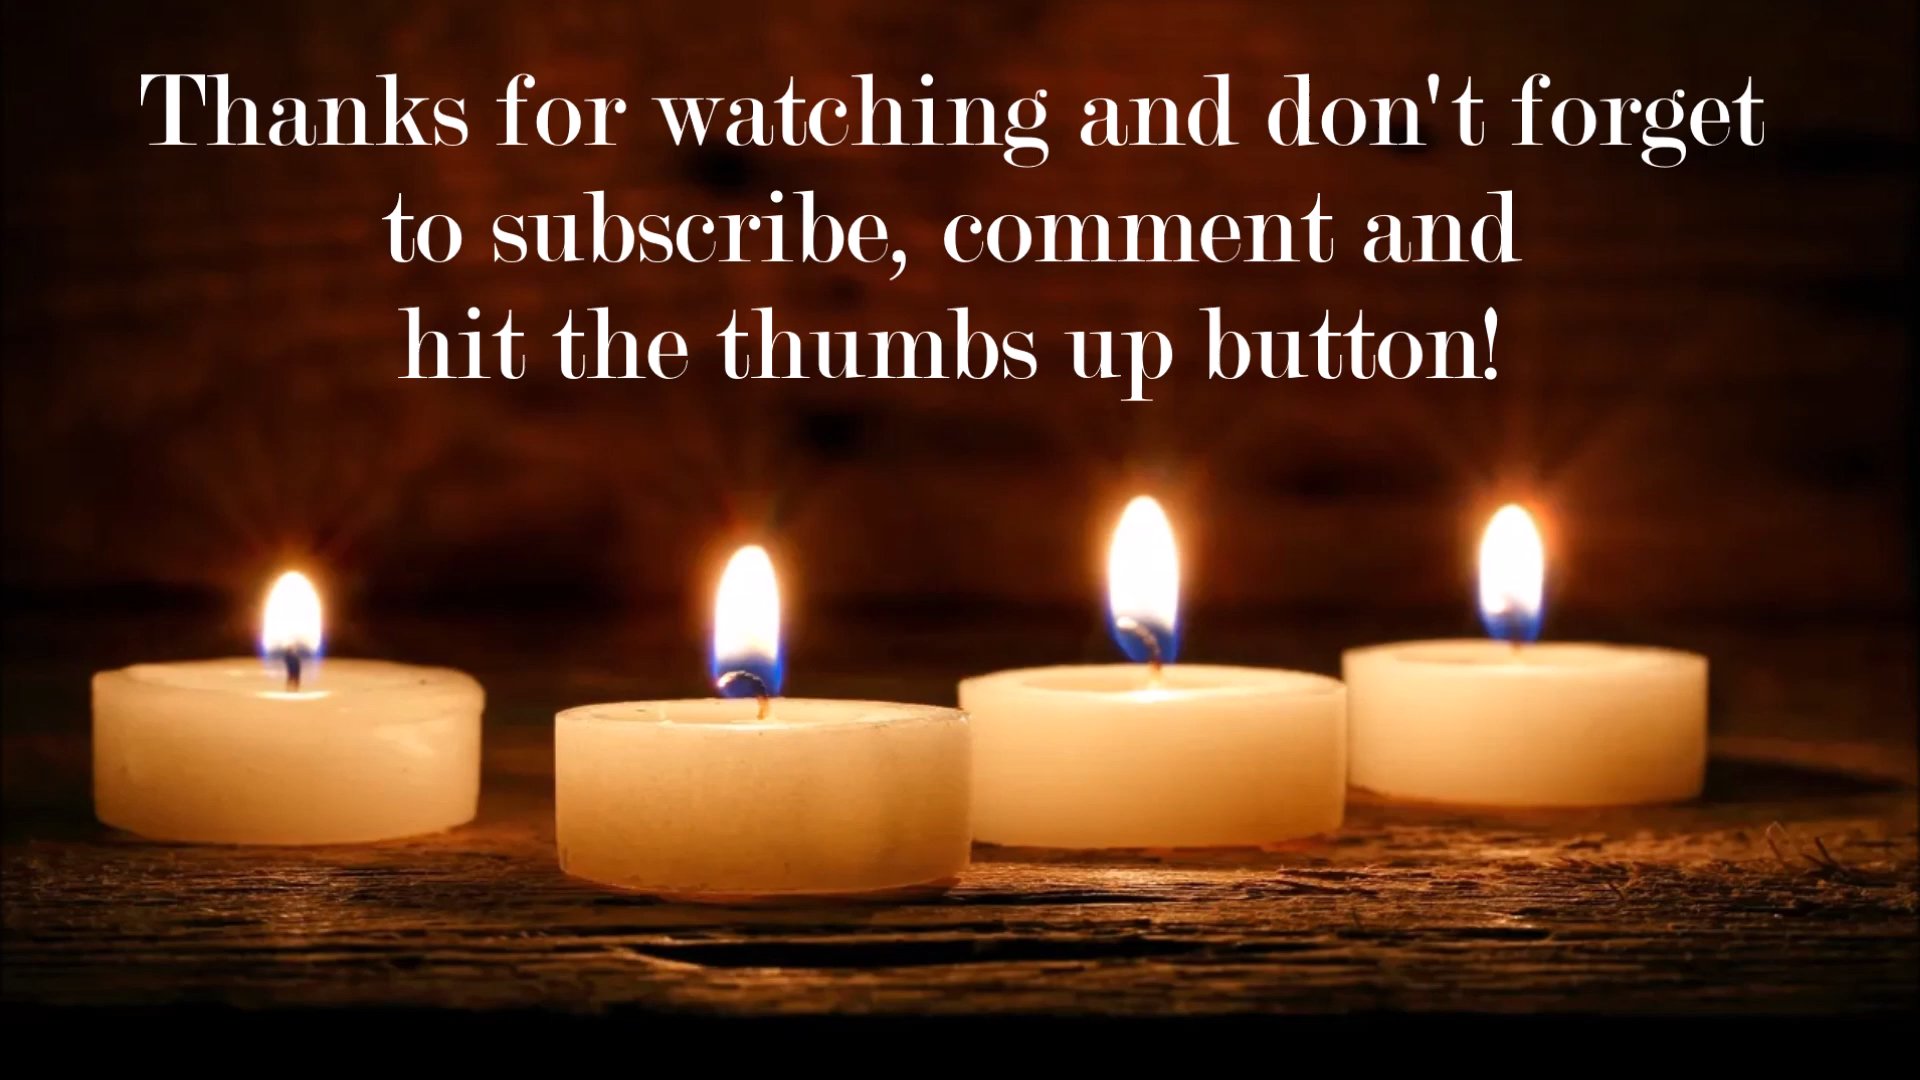 Thanks for watching and don't forget
to subscribe, comment and
hit the thumbs up button!